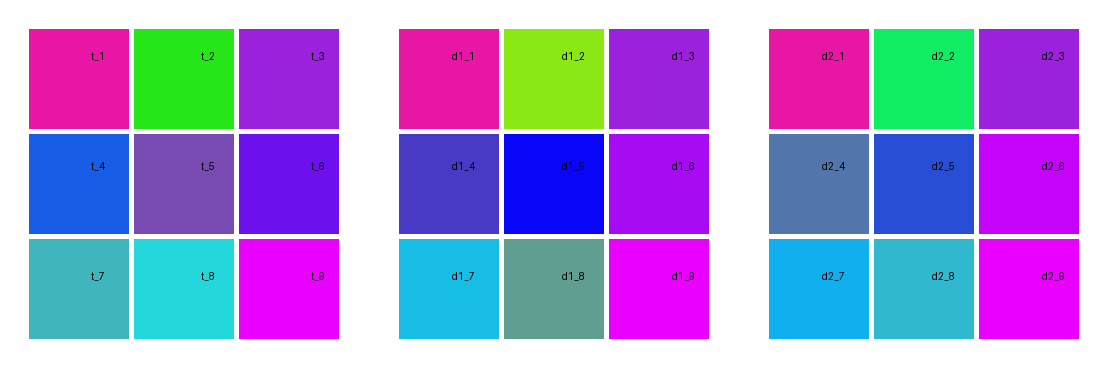 t_1 t_2 t_3 d1_1 d1_2 d1_3 d2_1 d2_2 d2_3
t_4 t_5 t_6 d1_4 d1_5 d1_6 d2_4 d2_5 d2_6
t_7 t_8 t_9 d1_7 d1_8 d1_9 d2_7 d2_8 d2_9